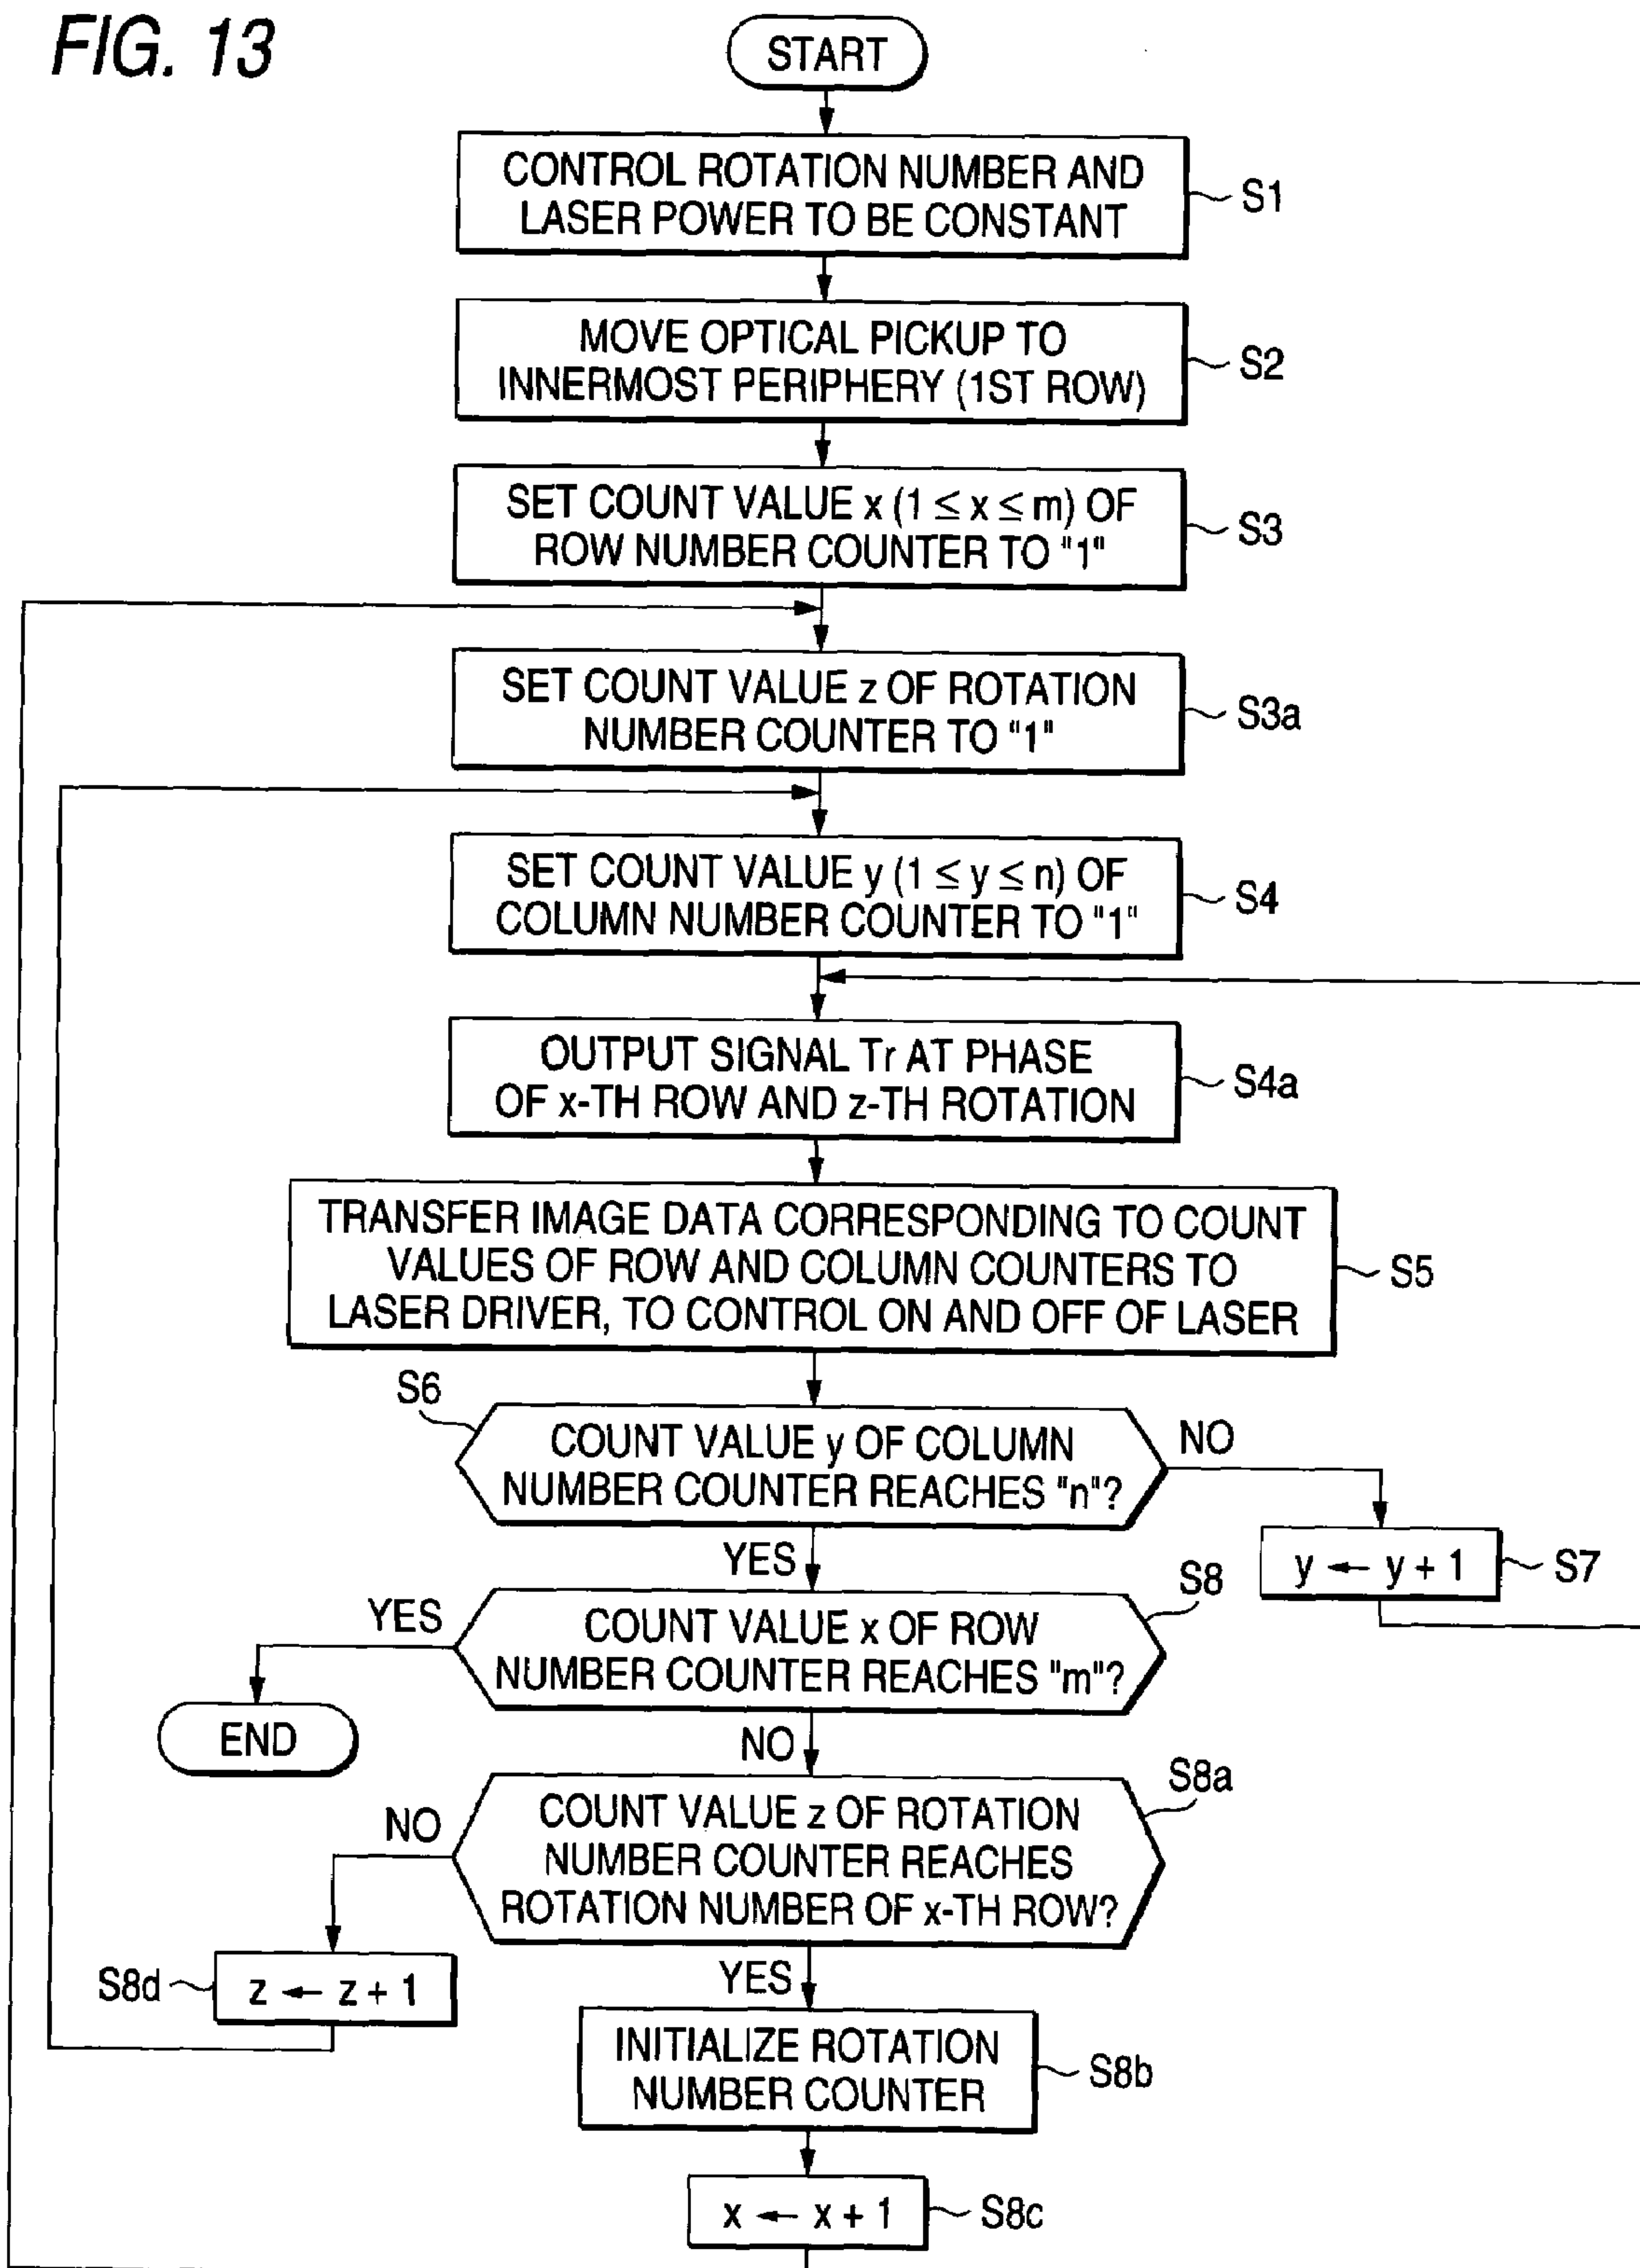 FIG. 13
START
CONTROL ROTATION NUMBER AND
LASER POWER TO BE CONSTANT
S1
MOVE OPTICAL PICKUP TO
INNERMOST PERIPHERY (1ST ROW)
S2
SET COUNT VALUE x (1 ≤ x ≤ m) OF
ROW NUMBER COUNTER TO "1"
S3
SET COUNT VALUE z OF ROTATION
NUMBER COUNTER TO "1"
S3a
SET COUNT VALUE y (1 ≤ y ≤ n) OF
COLUMN NUMBER COUNTER TO "1"
S4
OUTPUT SIGNAL Tr AT PHASE
OF x-TH ROW AND z-TH ROTATION
S4a
TRANSFER IMAGE DATA CORRESPONDING TO COUNT
VALUES OF ROW AND COLUMN COUNTERS TO
LASER DRIVER, TO CONTROL ON AND OFF OF LASER
S5
S6
COUNT VALUE y OF COLUMN
NUMBER COUNTER REACHES "n"?
NO
YES
y ← y + 1
S7
S8
YES
COUNT VALUE x OF ROW
NUMBER COUNTER REACHES "m"?
END
NO
S8a
NO
COUNT VALUE z OF ROTATION
NUMBER COUNTER REACHES
ROTATION NUMBER OF x-TH ROW?
S8d
z ← z + 1
YES
INITIALIZE ROTATION
NUMBER COUNTER
S8b
x ← x + 1
S8c